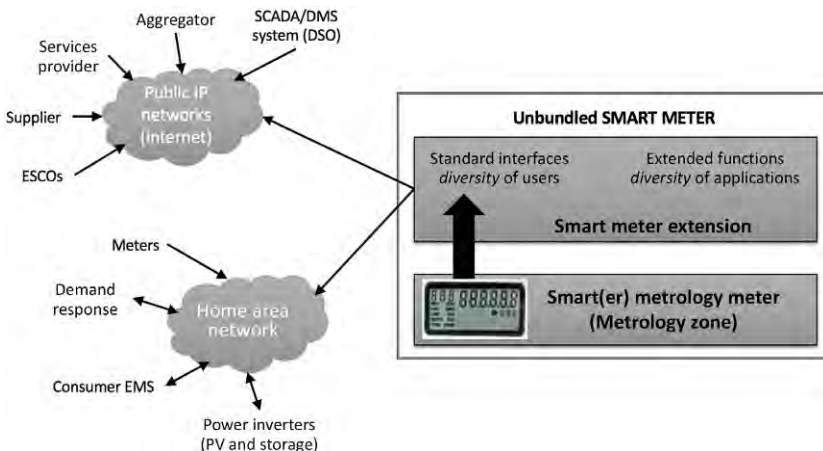 Aggregator
SCADA/DMS
system (DSO)
Services
provider
Public IP
networks
(internet)
Supplier
ESCOs
Unbundled SMART METER
Standard interfaces
diversity of users
Extended functions
diversity of applications
Smart meter extension
Smart(er) metrology meter
(Metrology zone)
Meters
Demand
response
Home area
network
Consumer EMS
Power inverters
(PV and storage)